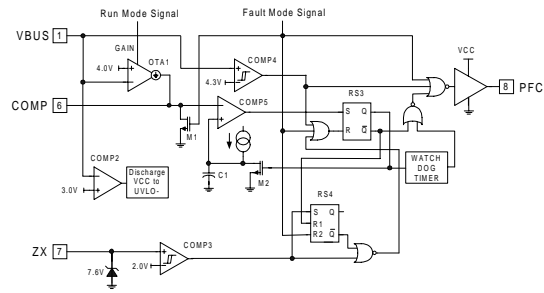 Run Mode Signal
Fault Mode Signal
VBUS 1
GAIN
OTA1
4.0V
COMP4
4.3V
VCC
8 PFC
COMP 6
M1
COMP5
RS3
S Q
R Q
C1
M2
WATCH
DOG
TIMER
COMP2
3.0V
Discharge
VCC to
UVLO-
RS4
S Q
R1
R2 Q
ZX 7
COMP3
7.6V
2.0V